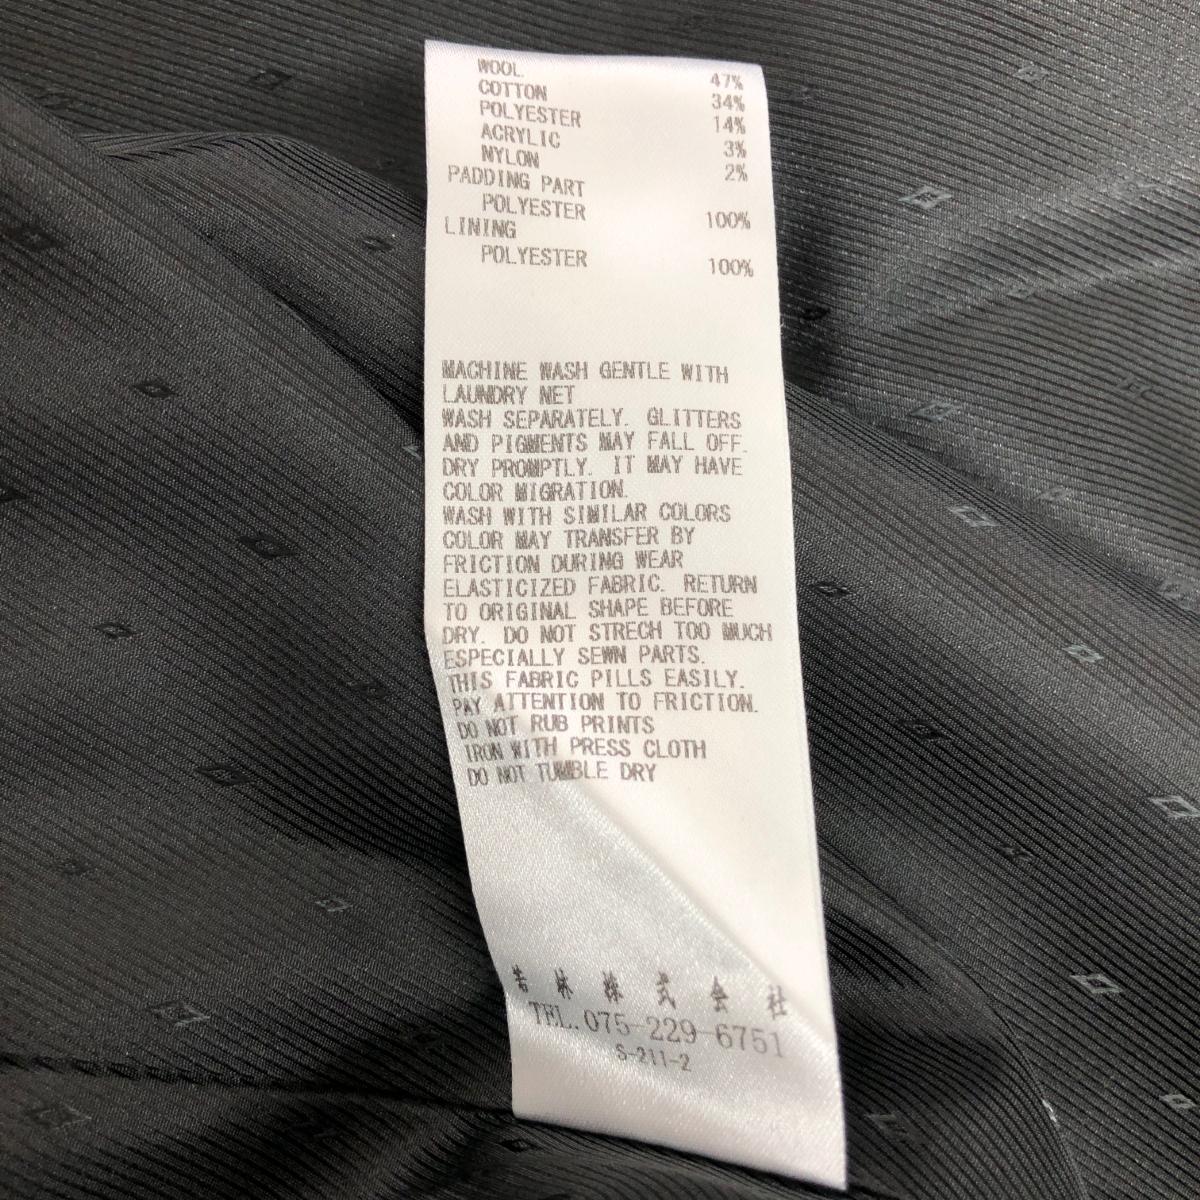 WOOL 47%
COTTON 34%
POLYESTER 14%
ACRYLIC 3%
NYLON 2%
PADDING PART
POLYESTER 100%
LINING
POLYESTER 100%
MACHINE WASH GENTLE WITH
LAUNDRY NET
WASH SEPARATELY. GLITTERS
AND PIGMENTS MAY FALL OFF.
DRY PROMPTLY. IT MAY HAVE
COLOR MIGRATION.
WASH WITH SIMILAR COLORS
COLOR MAY TRANSFER BY
FRICTION DURING WEAR
ELASTICIZED FABRIC. RETURN
TO ORIGINAL SHAPE BEFORE
DRY. DO NOT STRECH TOO MUCH
ESPECIALLY SEWN PARTS.
THIS FABRIC PILLS EASILY.
PAY ATTENTION TO FRICTION.
DO NOT RUB PRINTS
IRON WITH PRESS CLOTH
DO NOT TUMBLE DRY
若林株式会社
TEL.075-229-6751
S-211-2